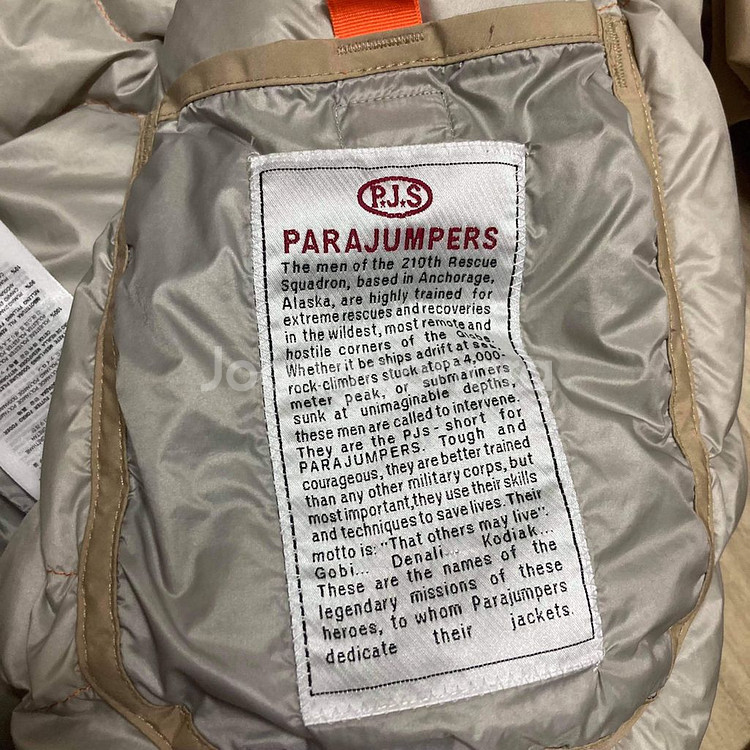 P.J.S
PARAJUMPERS
The men of the 210th Rescue
Squadron, based in Anchorage,
Alaska, are highly trained for
extreme rescues and recoveries
in the wildest, most remote and
hostile corners of the Globe.
Whether it be ships adrift at sea,
rock-climbers stuck atop a 4,000-
meter peak, or submariners
sunk at unimaginable depths,
these men are called to intervene.
They are the PJs - short for
PARAJUMPERS. Tough and
courageous, they are better trained
than any other military corps, but
most important,they use their skills
and techniques to save lives. Their
motto is: "That others may live".
Gobi... Denali... Kodiak...
These are the names of the
legendary missions of these
heroes, to whom Parajumpers
dedicate their jackets.